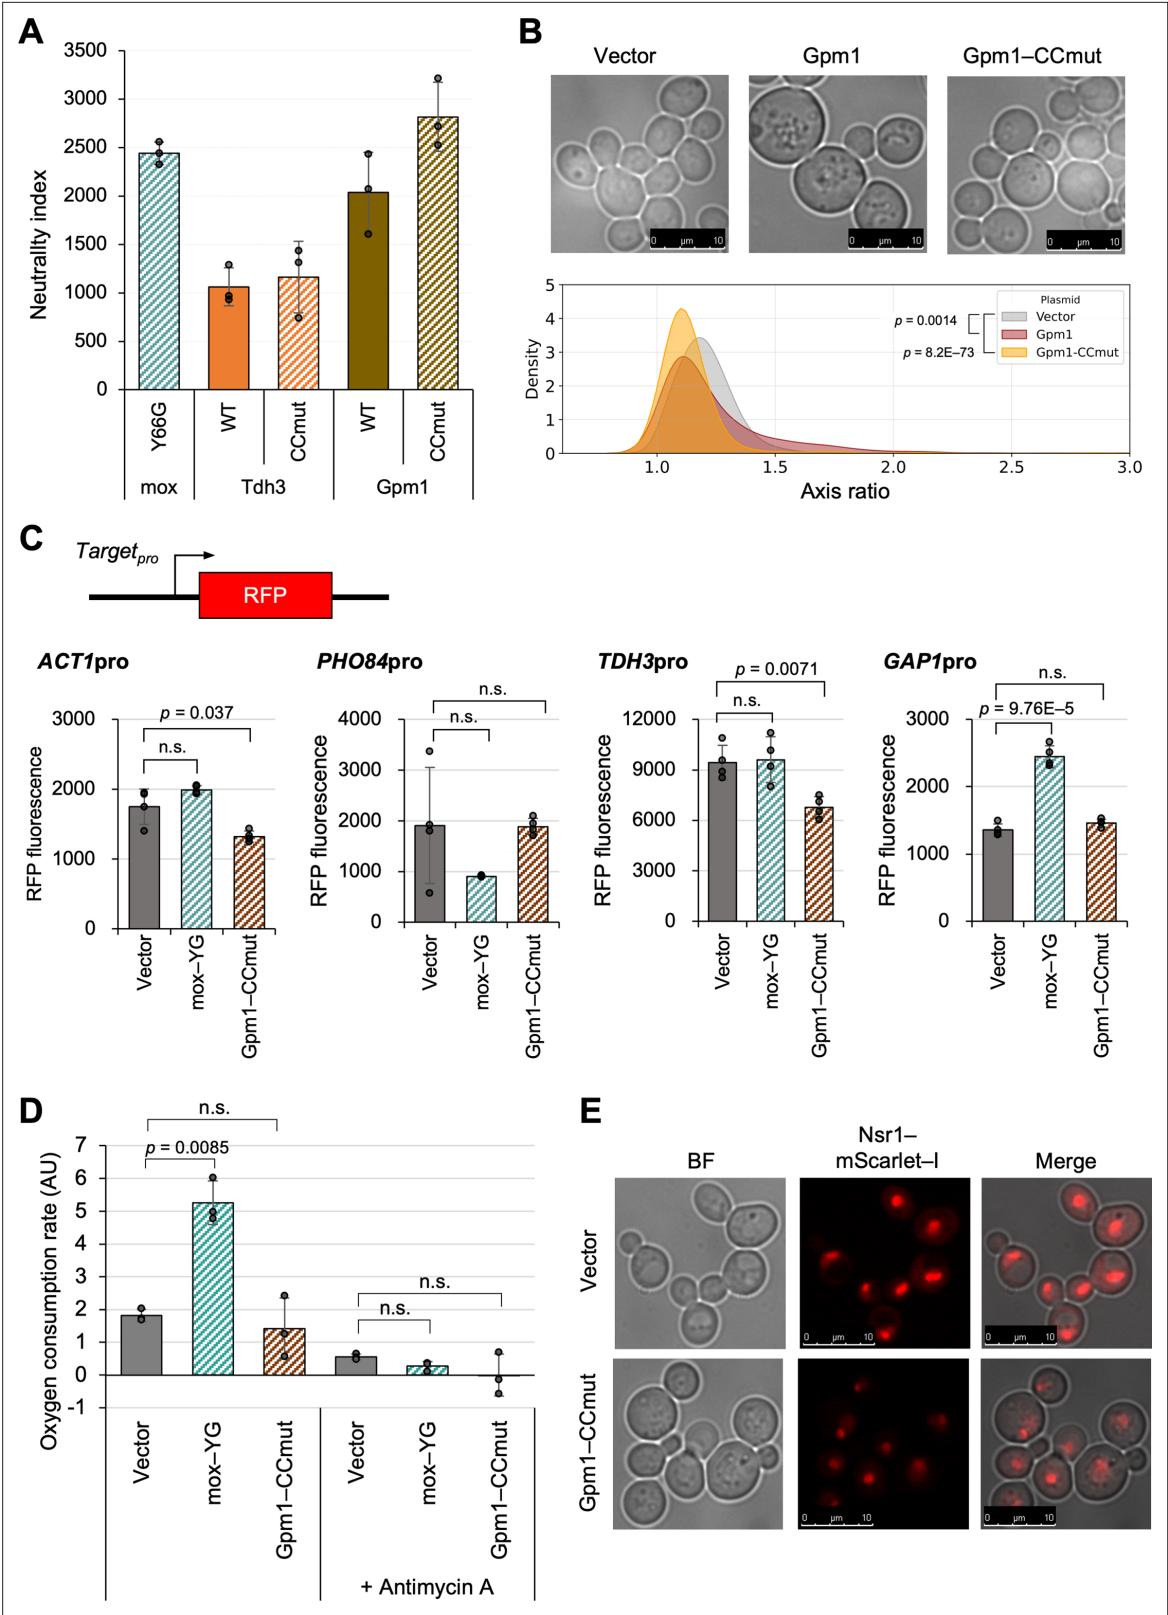 A
Neutrality index
3500
3000
2500
2000
1500
1000
500
0
Y66G
WT
CCmut
WT
CCmut
mox
Tdh3
Gpm1
B
Vector
Gpm1
Gpm1–CCmut
0 µm 10
0 µm 10
0 µm 10
Density
5
4
3
2
1
0
1.0
1.5
2.0
2.5
3.0
Axis ratio
Plasmid
Vector
Gpm1
Gpm1-CCmut
p = 0.0014
p = 8.2E–73
C
Targetpro
RFP
ACT1pro
RFP fluorescence
3000
2000
1000
0
p = 0.037
n.s.
Vector
mox–YG
Gpm1–CCmut
PHO84pro
RFP fluorescence
4000
3000
2000
1000
0
n.s.
n.s.
Vector
mox–YG
Gpm1–CCmut
TDH3pro
RFP fluorescence
12000
9000
6000
3000
0
p = 0.0071
n.s.
Vector
mox–YG
Gpm1–CCmut
GAP1pro
RFP fluorescence
3000
2000
1000
0
n.s.
p = 9.76E–5
Vector
mox–YG
Gpm1–CCmut
D
Oxygen consumption rate (AU)
7
6
5
4
3
2
1
0
-1
n.s.
p = 0.0085
n.s.
n.s.
Vector
mox–YG
Gpm1–CCmut
Vector
mox–YG
Gpm1–CCmut
+ Antimycin A
E
BF
Nsr1–
mScarlet–I
Merge
Vector
0 µm 10
0 µm 10
Gpm1–CCmut
0 µm 10
0 µm 10